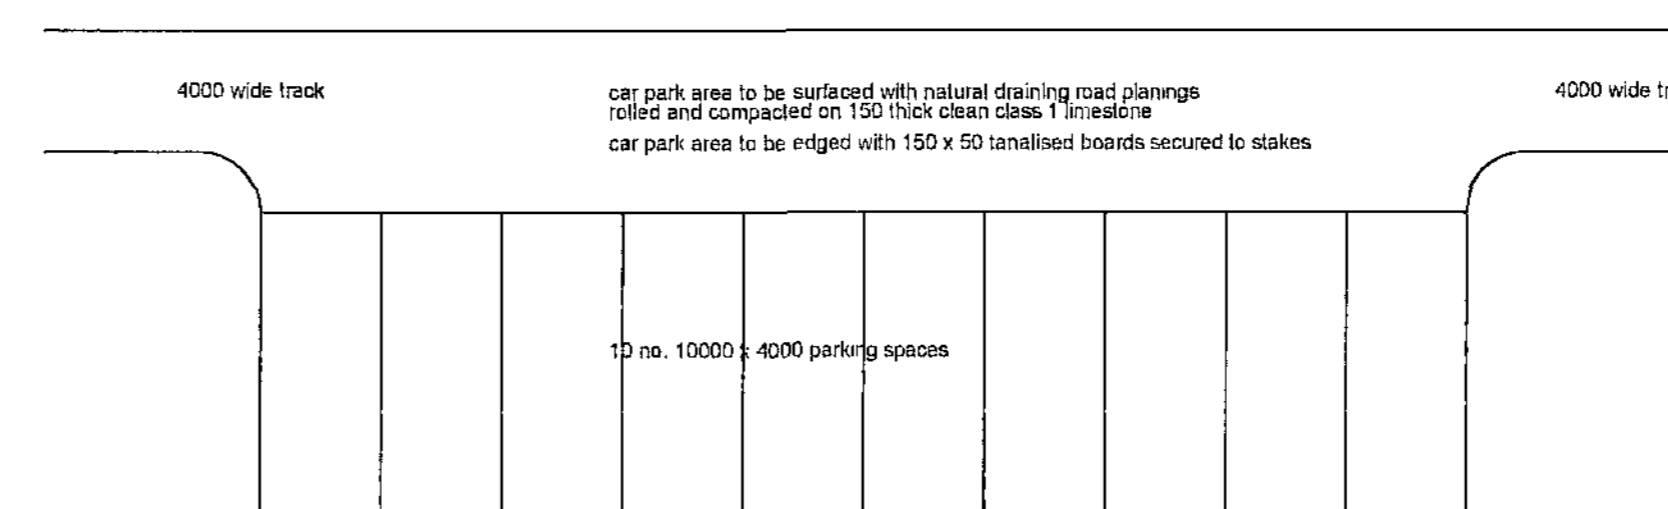 4000 wide track
car park area to be surfaced with natural draining road planings
rolled and compacted on 150 thick clean class 1 limestone
car park area to be edged with 150 x 50 tanalised boards secured to stakes
4000 wide tr
10 no. 10000 x 4000 parking spaces